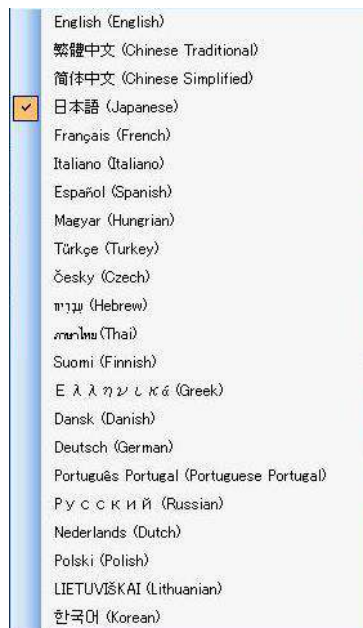 English (English)
繁體中文 (Chinese Traditional)
简体中文 (Chinese Simplified)
日本語 (Japanese)
Français (French)
Italiano (Italiano)
Español (Spanish)
Magyar (Hungrian)
Türkçe (Turkey)
Česky (Czech)
עִבְרִית (Hebrew)
ภาษาไทย (Thai)
Suomi (Finnish)
Ελληνικά (Greek)
Dansk (Danish)
Deutsch (German)
Português Portugal (Portuguese Portugal)
Русский (Russian)
Nederlands (Dutch)
Polski (Polish)
LIETUVIŠKAI (Lithuanian)
한국어 (Korean)